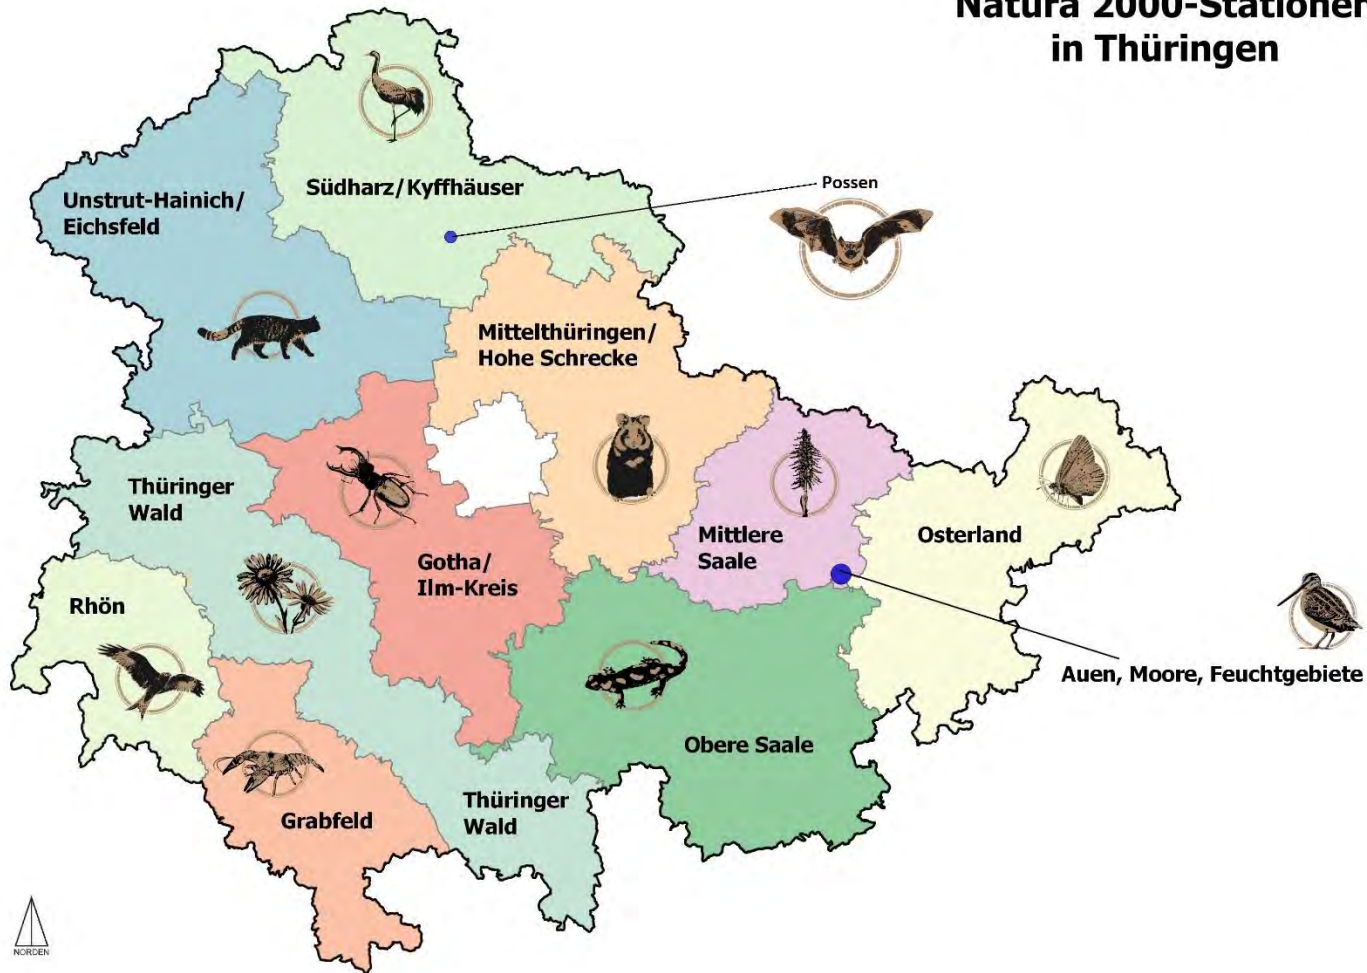 Natura 2000-Stationen
in Thüringen
Possen
Südharz/Kyffhäuser
Unstrut-Hainich/
Eichsfeld
Mittelthüringen/
Hohe Schrecke
Thüringer
Wald
Gotha/
Ilm-Kreis
Mittlere
Saale
Osterland
Rhön
Auen, Moore, Feuchtgebiete
Obere Saale
Grabfeld
Thüringer
Wald
NORDEN